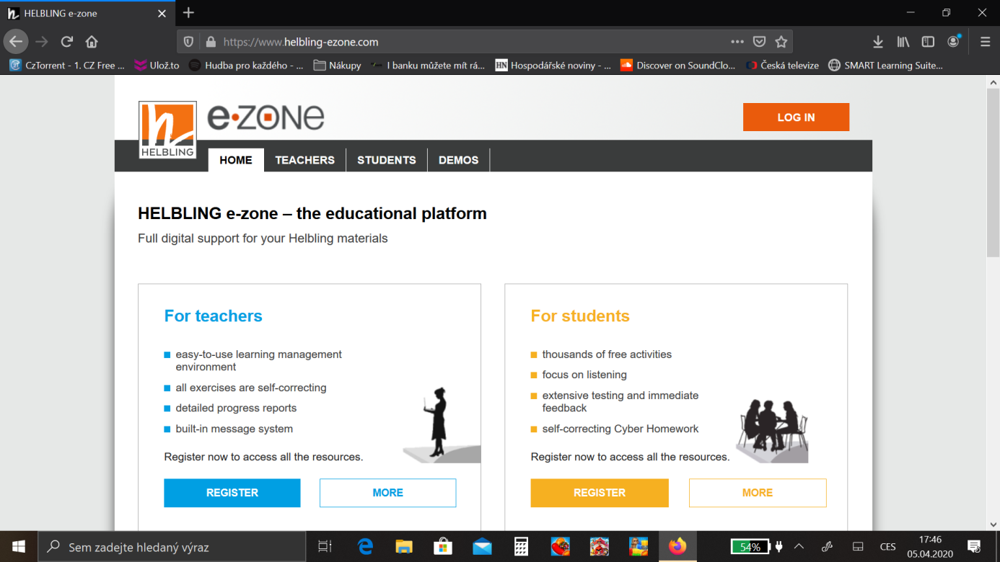 HELBLING e-zone
https://www.helbling-ezone.com
CzTorrent - 1. CZ Free ... Ulož.to Hudba pro každého - ... Nákupy I banku můžete mít rá... HN Hospodářské noviny - ... Discover on SoundClo... Česká televize SMART Learning Suite...
HELBLING
e·zone
LOG IN
HOME TEACHERS STUDENTS DEMOS
HELBLING e-zone – the educational platform
Full digital support for your Helbling materials
For teachers
easy-to-use learning management
environment
all exercises are self-correcting
detailed progress reports
built-in message system
Register now to access all the resources.
REGISTER MORE
For students
thousands of free activities
focus on listening
extensive testing and immediate
feedback
self-correcting Cyber Homework
Register now to access all the resources.
REGISTER MORE
Sem zadejte hledaný výraz
54%
CES
17:46
05.04.2020